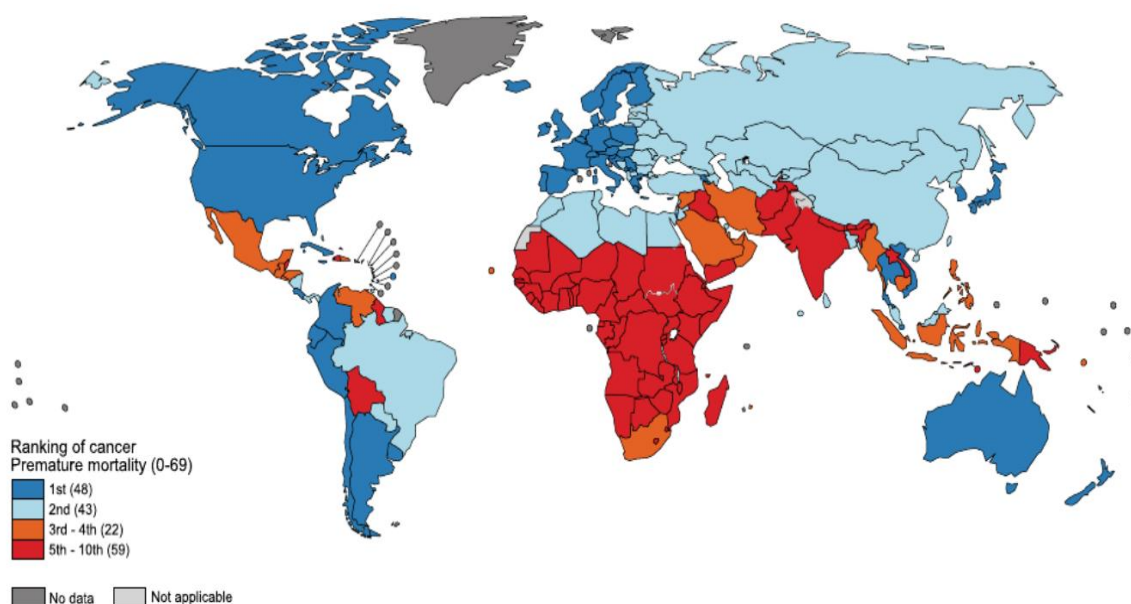 Ranking of cancer
Premature mortality (0-69)
1st (48)
2nd (43)
3rd - 4th (22)
5th - 10th (59)
No data
Not applicable